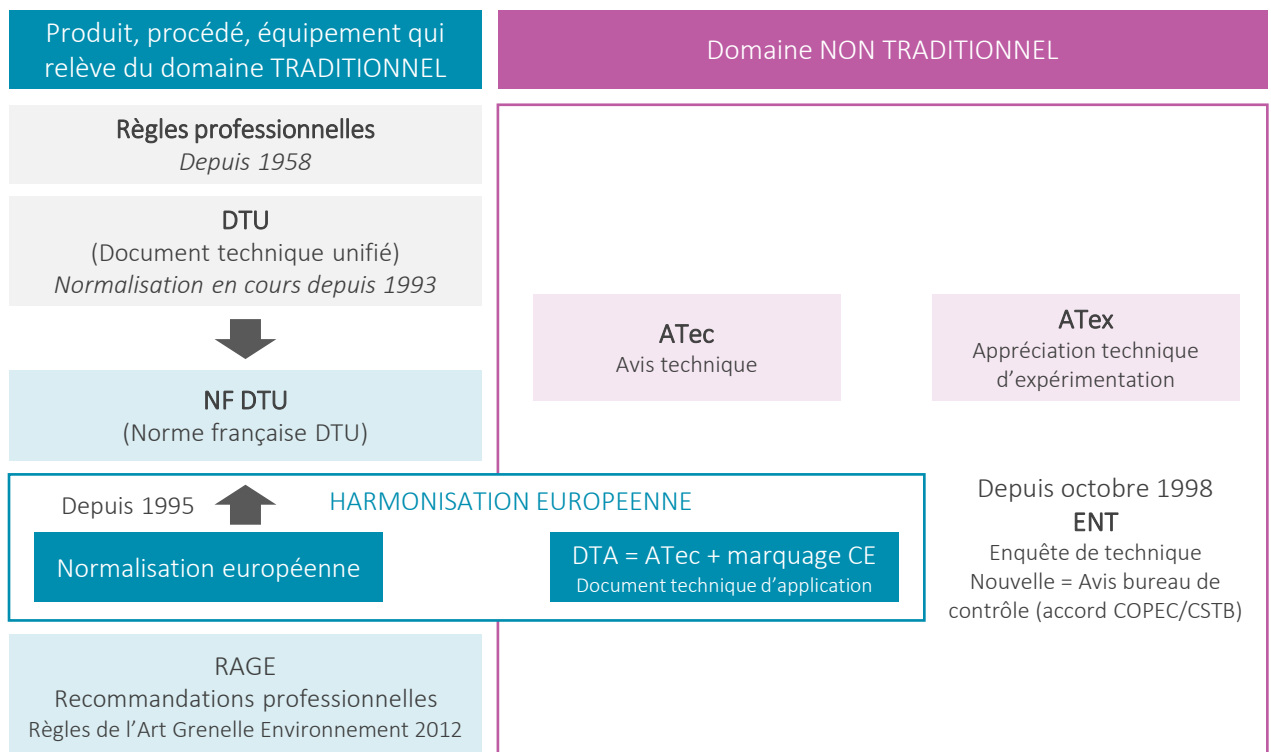 Produit, procédé, équipement qui
relève du domaine TRADITIONNEL
Domaine NON TRADITIONNEL
Règles professionnelles
Depuis 1958
DTU
(Document technique unifié)
Normalisation en cours depuis 1993
NF DTU
(Norme française DTU)
ATec
Avis technique
ATex
Appréciation technique
d’expérimentation
Depuis 1995
HARMONISATION EUROPEENNE
Normalisation européenne
DTA = ATec + marquage CE
Document technique d’application
Depuis octobre 1998
ENT
Enquête de technique
Nouvelle = Avis bureau de
contrôle (accord COPEC/CSTB)
RAGE
Recommandations professionnelles
Règles de l’Art Grenelle Environnement 2012